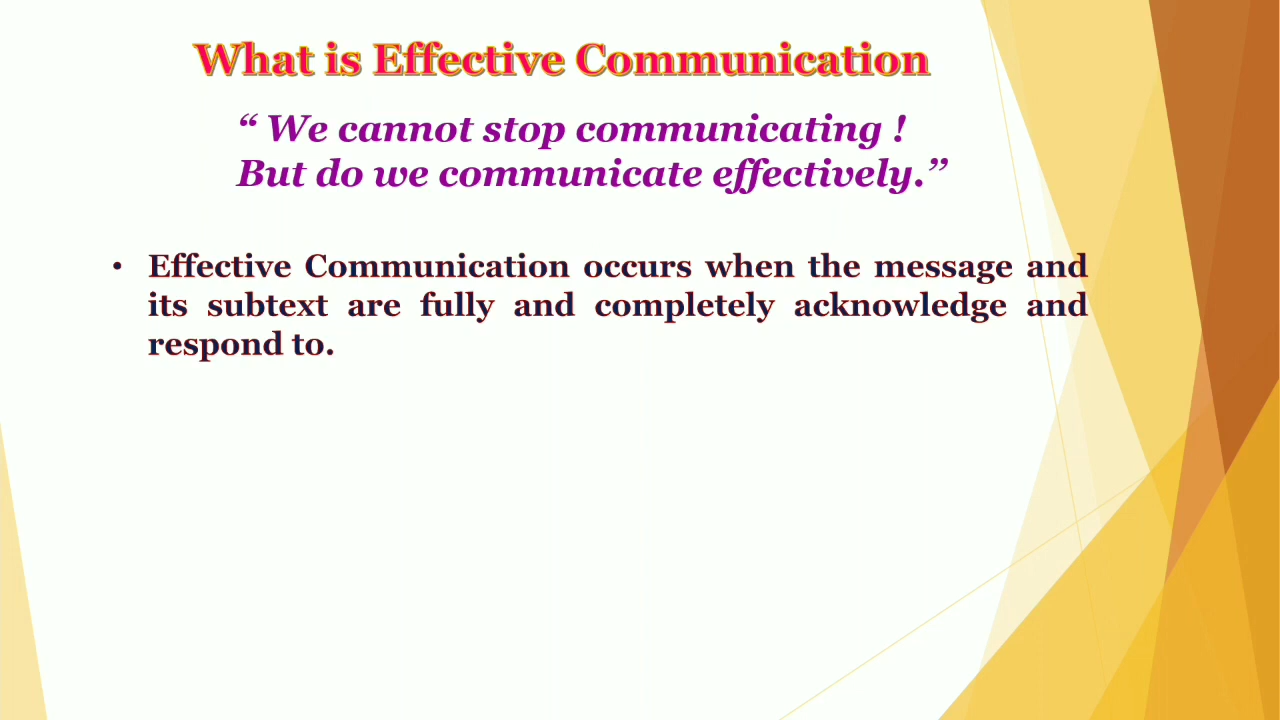 What is Effective Communication
“ We cannot stop communicating !
But do we communicate effectively.”
• Effective Communication occurs when the message and
its subtext are fully and completely acknowledge and
respond to.